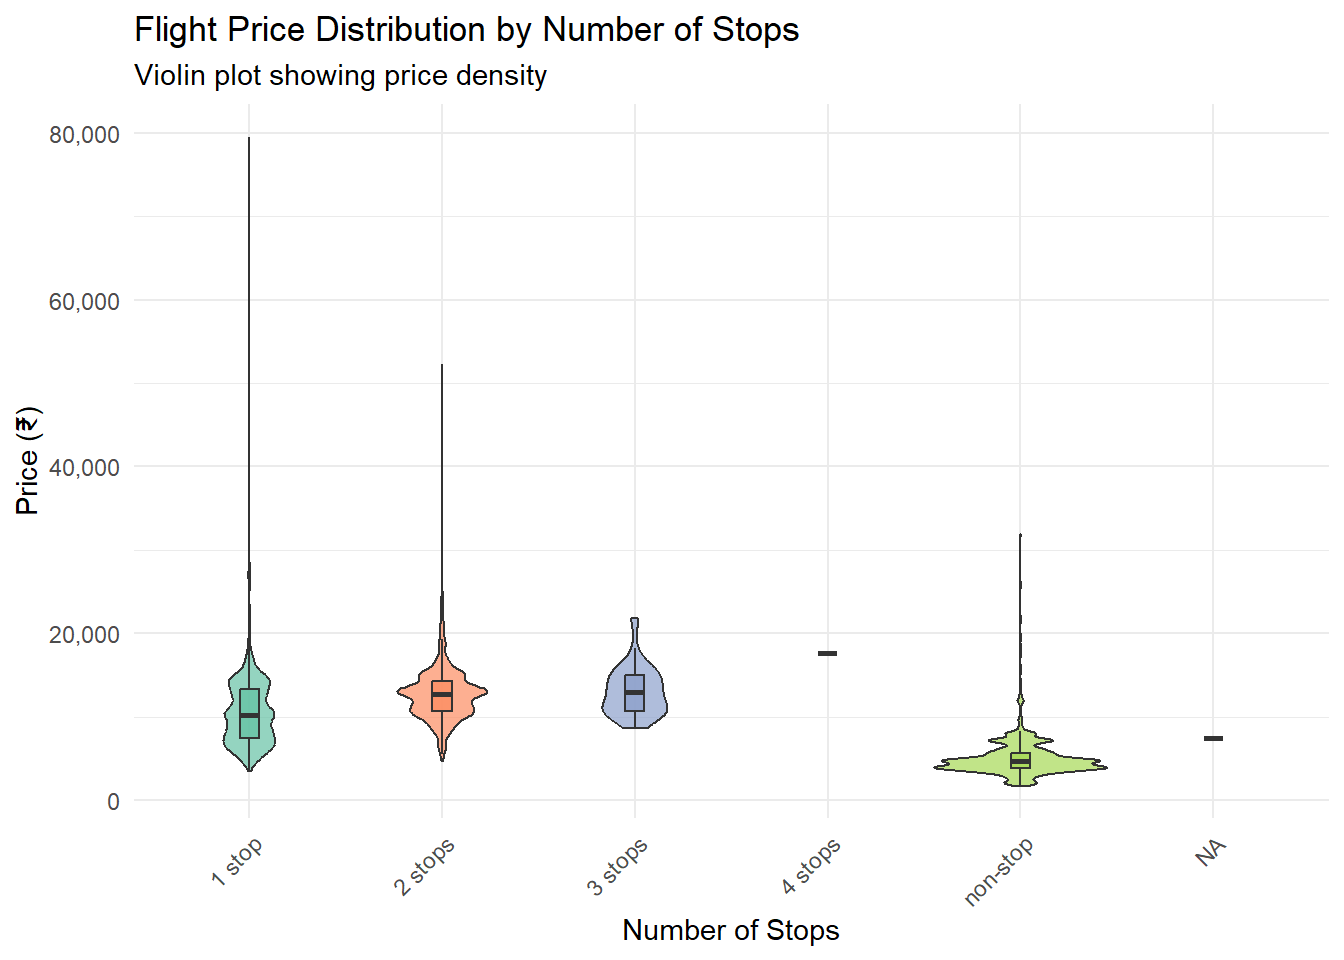 Flight Price Distribution by Number of Stops
Violin plot showing price density
Price (₹)
80,000
60,000
40,000
20,000
0
1 stop
2 stops
3 stops
4 stops
non-stop
NA
Number of Stops